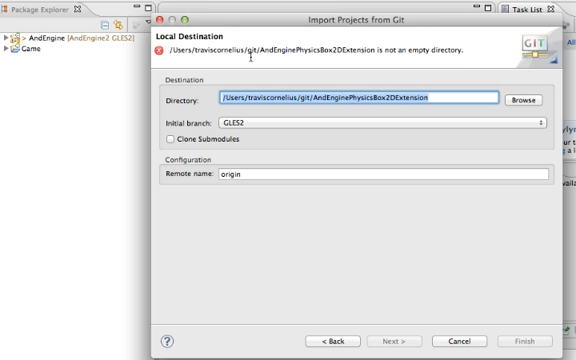 Package Explorer
Import Projects from Git
Task List
AndEngine [AndEngine2 GLES2]
Game
Local Destination
/Users/traviscornelius/git/AndEnginePhysicsBox2DExtension is not an empty directory.
GIT
Destination
Directory: /Users/traviscornelius/git/AndEnginePhysicsBox2DExtension Browse
Initial branch: GLES2
Clone Submodules
Configuration
Remote name: origin
< Back Next > Cancel Finish